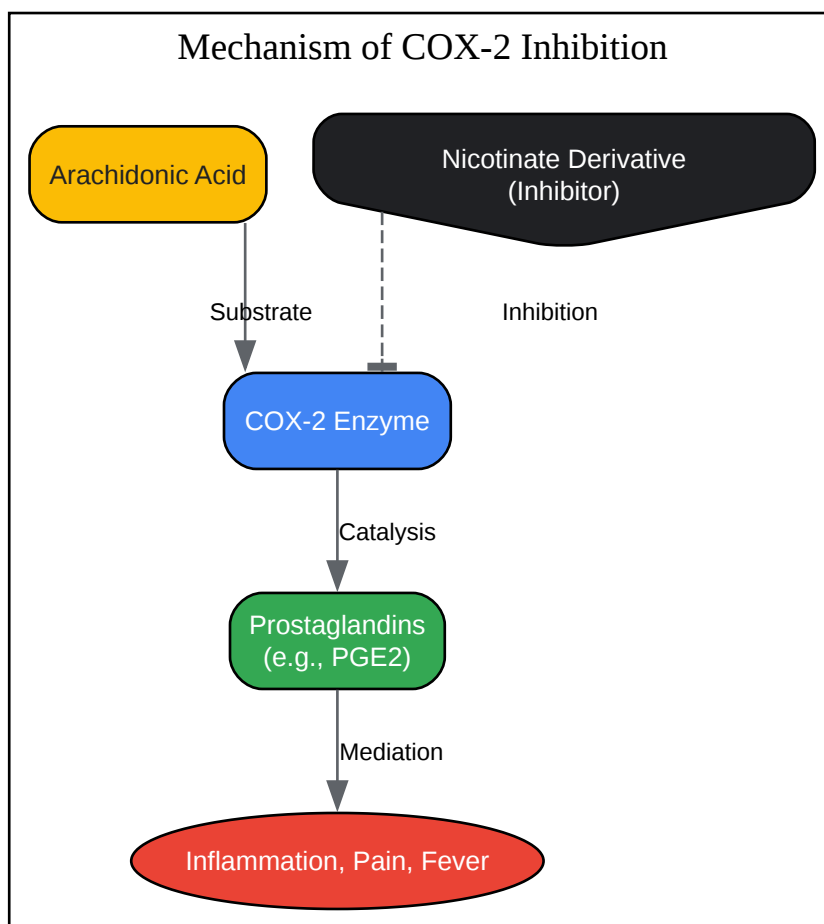 Mechanism of COX-2 Inhibition
Arachidonic Acid
Nicotinate Derivative
(Inhibitor)
Substrate
Inhibition
COX-2 Enzyme
Catalysis
Prostaglandins
(e.g., PGE2)
Mediation
Inflammation, Pain, Fever